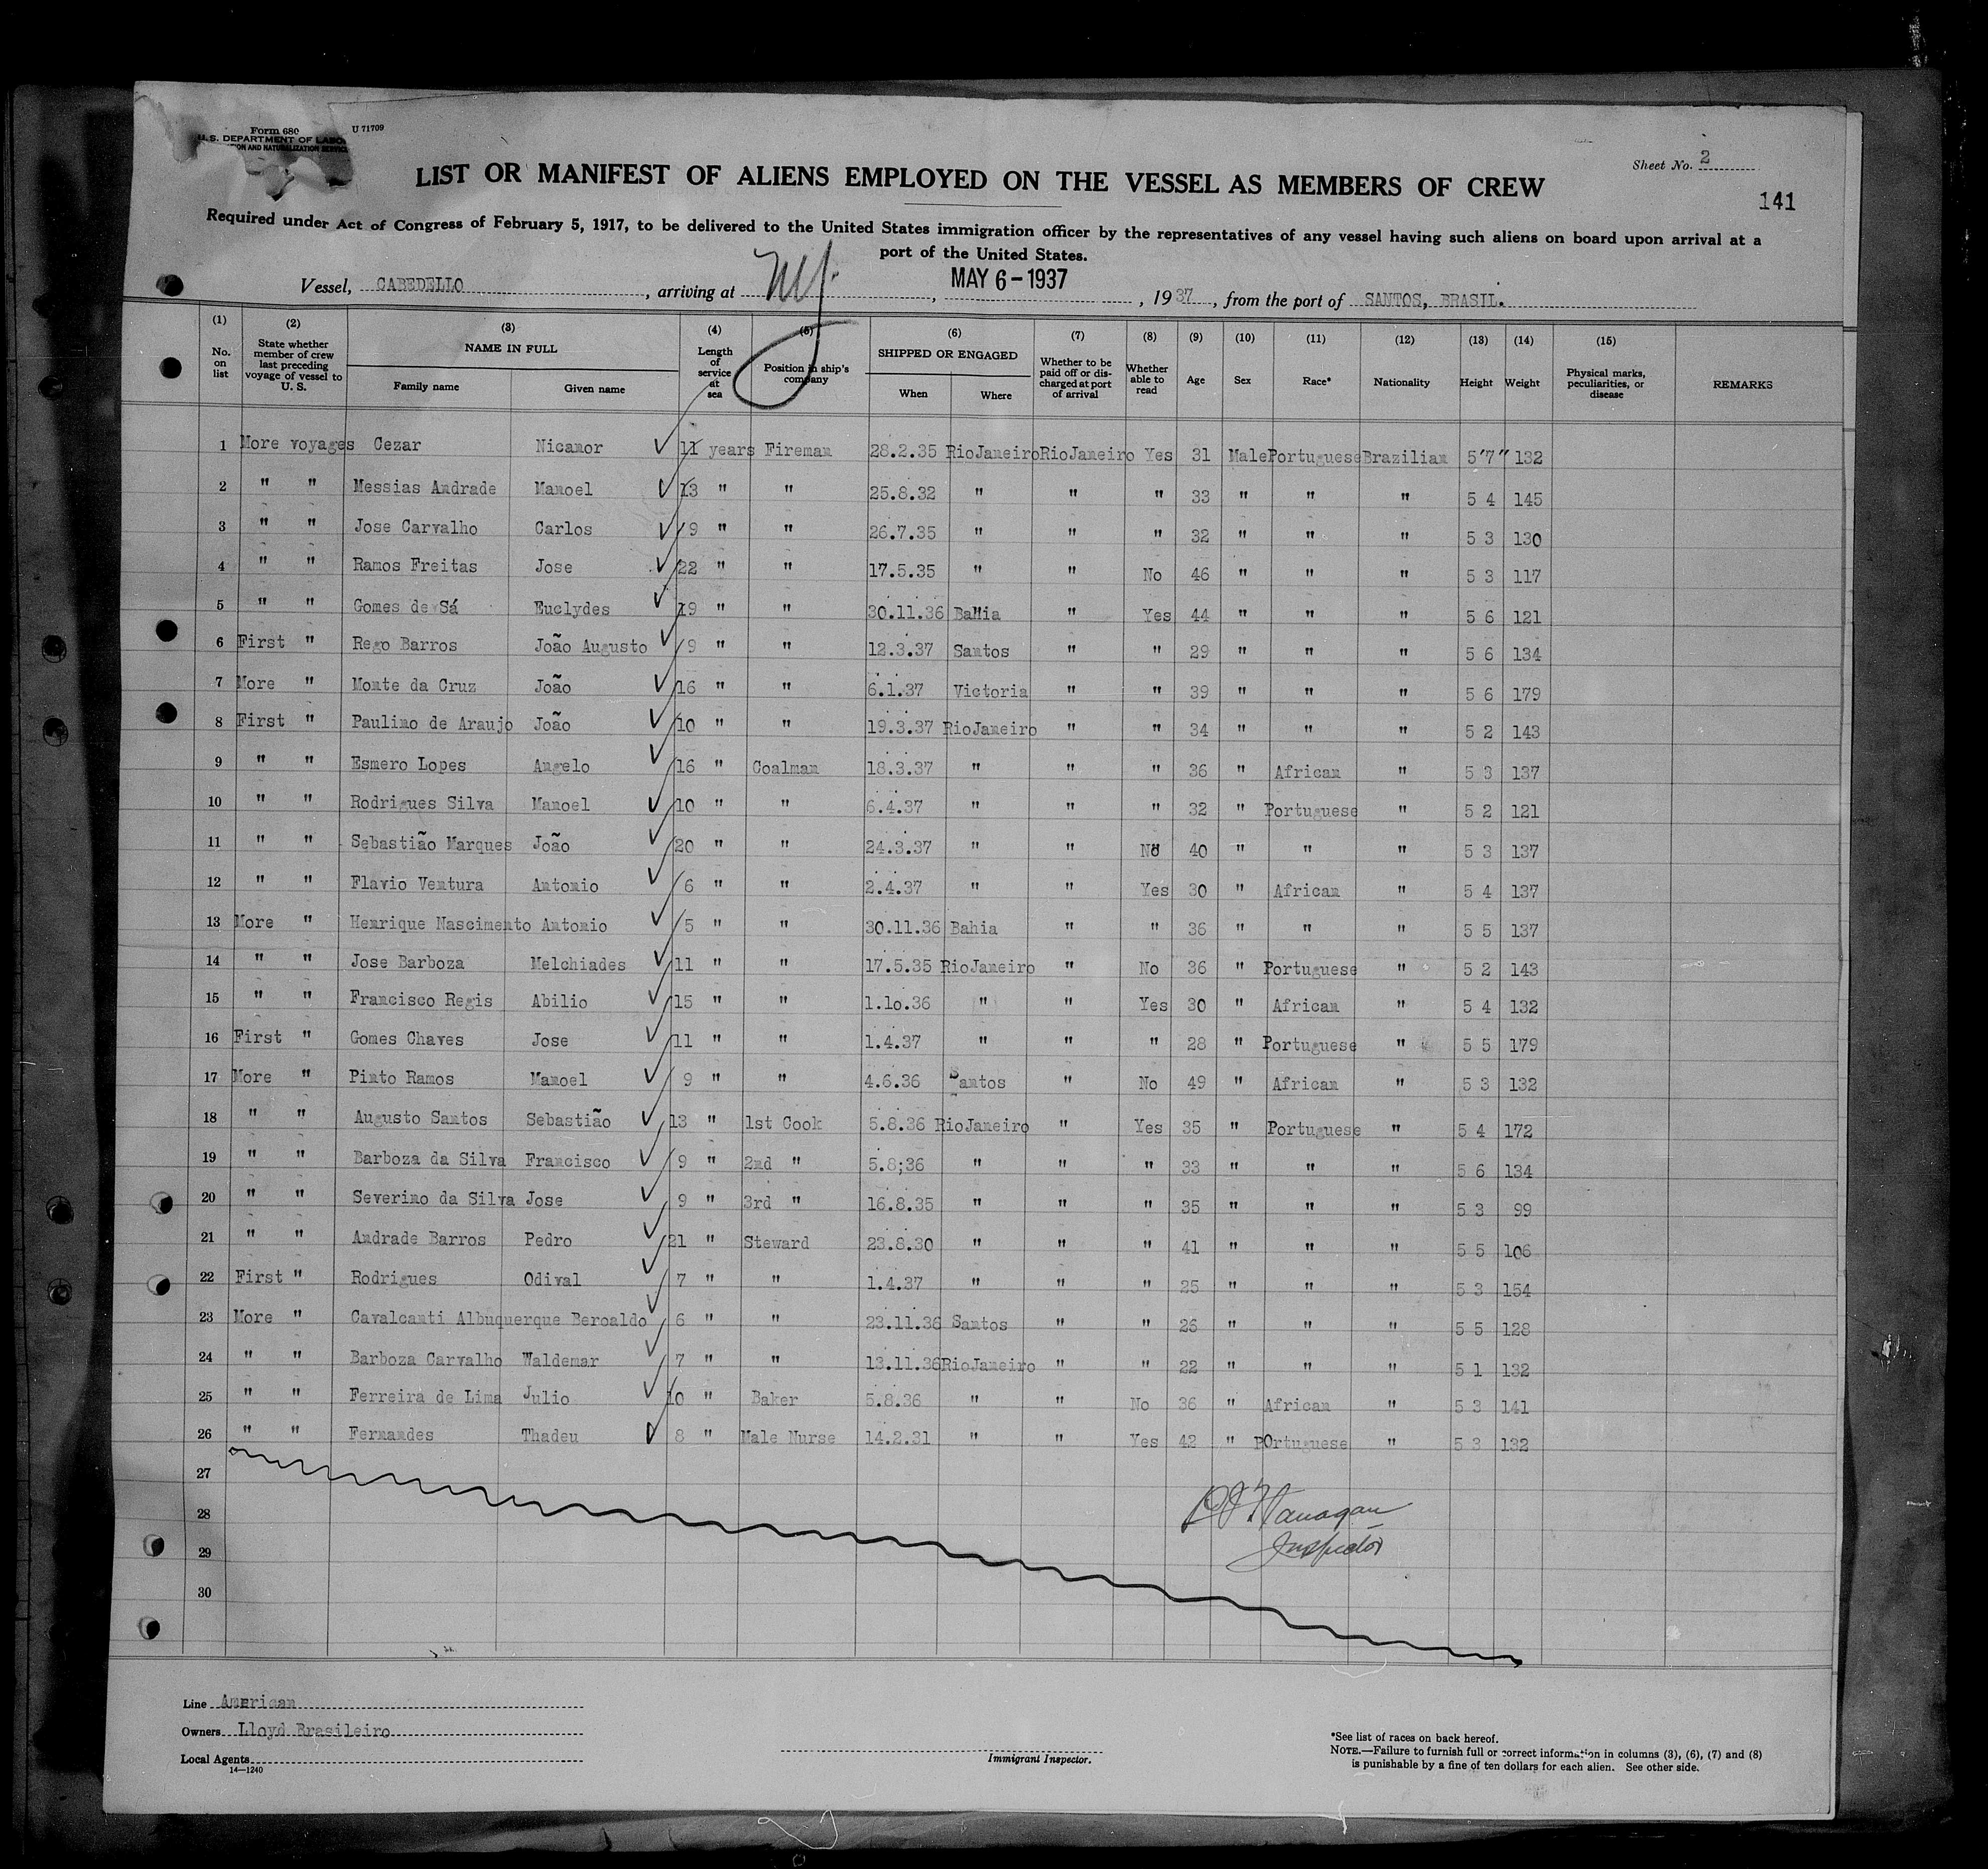 Form 680
U 71709
U.S. DEPARTMENT OF LABOR
ION AND NATURALIZATION SERVICE
Sheet No. 2
LIST OR MANIFEST OF ALIENS EMPLOYED ON THE VESSEL AS MEMBERS OF CREW
141
Required under Act of Congress of February 5, 1917, to be delivered to the United States immigration officer by the representatives of any vessel having such aliens on board upon arrival at a
port of the United States.
Vessel, CABEDELLO, arriving at NY., MAY 6 - 1937, 1937, from the port of SANTOS, BRASIL.
(1) (2) (3) (4) (5) (6) (7) (8) (9) (10) (11) (12) (13) (14) (15)
No. on list State whether member of crew last preceding voyage of vessel to U. S. NAME IN FULL Family name Given name Length of service at sea Position in ship's company SHIPPED OR ENGAGED When Where Whether to be paid off or discharged at port of arrival Whether able to read Age Sex Race* Nationality Height Weight Physical marks, peculiarities, or disease REMARKS
1 More voyages Cezar Nicanor 11 years Fireman 28.2.35 RioJaneiro RioJaneiro Yes 31 Male Portuguese Brazilian 5'7" 132
2 " " Messias Andrade Manoel 13 " " 25.8.32 " " " 33 " " " 5 4 145
3 " " Jose Carvalho Carlos 9 " " 26.7.35 " " " 32 " " " 5 3 130
4 " " Ramos Freitas Jose 22 " " 17.5.35 " " No 46 " " " 5 3 117
5 " " Gomes de Sá Euclydes 19 " " 30.11.36 Bahia " Yes 44 " " " 5 6 121
6 First " Rego Barros João Augusto 9 " " 12.3.37 Santos " " 29 " " " 5 6 134
7 More " Monte da Cruz João 16 " " 6.1.37 Victoria " " 39 " " " 5 6 179
8 First " Paulino de Araujo João 10 " " 19.3.37 RioJaneiro " " 34 " " " 5 2 143
9 " " Esmero Lopes Angelo 16 " Coalman 18.3.37 " " " 36 " African " 5 3 137
10 " " Rodrigues Silva Manoel 10 " " 6.4.37 " " " 32 " Portuguese " 5 2 121
11 " " Sebastião Marques João 20 " " 24.3.37 " " No 40 " " " 5 3 137
12 " " Flavio Ventura Antonio 6 " " 2.4.37 " " Yes 30 " African " 5 4 137
13 More " Henrique Nascimento Antonio 5 " " 30.11.36 Bahia " " 36 " " " 5 5 137
14 " " Jose Barboza Melchiades 11 " " 17.5.35 RioJaneiro " No 36 " Portuguese " 5 2 143
15 " " Francisco Regis Abilio 15 " " 1.1o.36 " " Yes 30 " African " 5 4 132
16 First " Gomes Chaves Jose 11 " " 1.4.37 " " " 28 " Portuguese " 5 5 179
17 More " Pinto Ramos Manoel 9 " " 4.6.36 Santos " No 49 " African " 5 3 132
18 " " Augusto Santos Sebastião 13 " 1st Cook 5.8.36 RioJaneiro " Yes 35 " Portuguese " 5 4 172
19 " " Barboza da Silva Francisco 9 " 2nd " 5.8;36 " " " 33 " " " 5 6 134
20 " " Severino da Silva Jose 9 " 3rd " 16.8.35 " " " 35 " " " 5 3 99
21 " " Andrade Barros Pedro 21 " Steward 23.8.30 " " " 41 " " " 5 5 106
22 First " Rodrigues Odival 7 " " 1.4.37 " " " 25 " " " 5 3 154
23 More " Cavalcanti Albuquerque Beroaldo 6 " " 23.11.36 Santos " " 26 " " " 5 5 128
24 " " Barboza Carvalho Waldemar 7 " " 13.11.36 RioJaneiro " " 22 " " " 5 1 132
25 " " Ferreira de Lima Julio 10 " Baker 5.8.36 " " No 36 " African " 5 3 141
26 " " Fernandes Thadeu 8 " Male Nurse 14.2.31 " " Yes 42 " POrtuguese " 5 3 132
27
28
29
30
Flanagan
Inspector
Line American
Owners Lloyd Brasileiro
Local Agents
14—1240
Immigrant Inspector.
*See list of races on back hereof.
NOTE.—Failure to furnish full or correct information in columns (3), (6), (7) and (8)
is punishable by a fine of ten dollars for each alien. See other side.